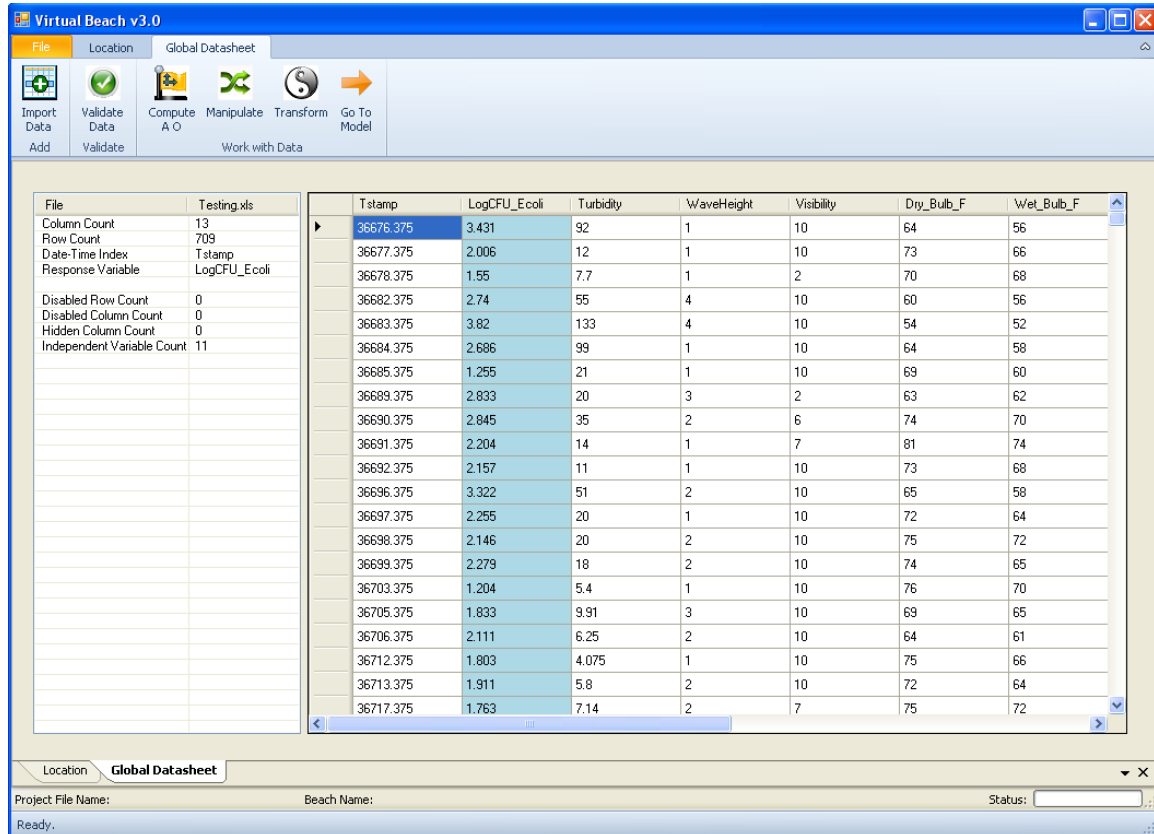 Virtual Beach v3.0
File Location Global Datasheet
Import Data Validate Data Compute A O Manipulate Transform Go To Model
Add Validate Work with Data
File Testing.xls
Column Count 13
Row Count 709
Date-Time Index Tstamp
Response Variable LogCFU_Ecoli
Disabled Row Count 0
Disabled Column Count 0
Hidden Column Count 0
Independent Variable Count 11
Tstamp LogCFU_Ecoli Turbidity WaveHeight Visibility Dry_Bulb_F Wet_Bulb_F
36676.375 3.431 92 1 10 64 56
36677.375 2.006 12 1 10 73 66
36678.375 1.55 7.7 1 2 70 68
36682.375 2.74 55 4 10 60 56
36683.375 3.82 133 4 10 54 52
36684.375 2.686 99 1 10 64 58
36685.375 1.255 21 1 10 69 60
36689.375 2.833 20 3 2 63 62
36690.375 2.845 35 2 6 74 70
36691.375 2.204 14 1 7 81 74
36692.375 2.157 11 1 10 73 68
36696.375 3.322 51 2 10 65 58
36697.375 2.255 20 1 10 72 64
36698.375 2.146 20 2 10 75 72
36699.375 2.279 18 2 10 74 65
36703.375 1.204 5.4 1 10 76 70
36705.375 1.833 9.91 3 10 69 65
36706.375 2.111 6.25 2 10 64 61
36712.375 1.803 4.075 1 10 75 66
36713.375 1.911 5.8 2 10 72 64
36717.375 1.763 7.14 2 7 75 72
Location Global Datasheet
Project File Name: Beach Name: Status:
Ready.